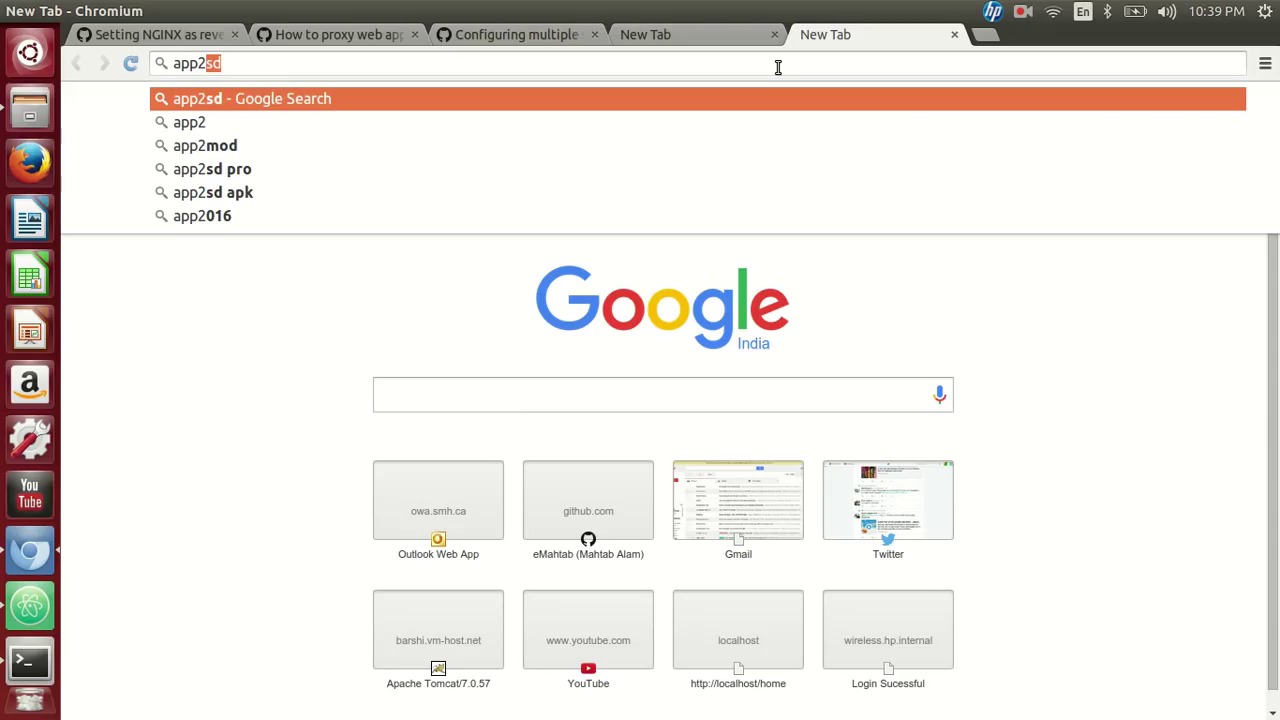 New Tab - Chromium
En
10:39 PM
Setting NGINX as reve
How to proxy web app
Configuring multiple
New Tab
New Tab
app2sd
app2sd - Google Search
app2
app2mod
app2sd pro
app2sd apk
app2016
Google
India
owa.smh.ca
github.com
Outlook Web App
eMahtab (Mahtab Alam)
Gmail
Twitter
barshi.vm-host.net
www.youtube.com
localhost
wireless.hp.internal
Apache Tomcat/7.0.57
YouTube
http://localhost/home
Login Sucessful
You
Tube